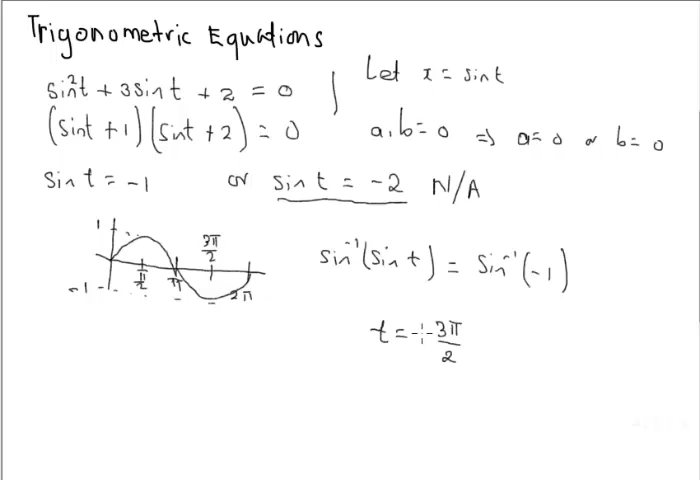 Trigonometric Equations
sin²t + 3sint + 2 = 0
Let x = sint
(sint +1)(sint +2) = 0
a.b=0 ⇒ a=0 or b=0
sin t = -1 or sin t = -2 N/A
1
3π/2
π/2 π
-1
2π
sin⁻¹(sin t) = sin⁻¹(-1)
t = 3π/2